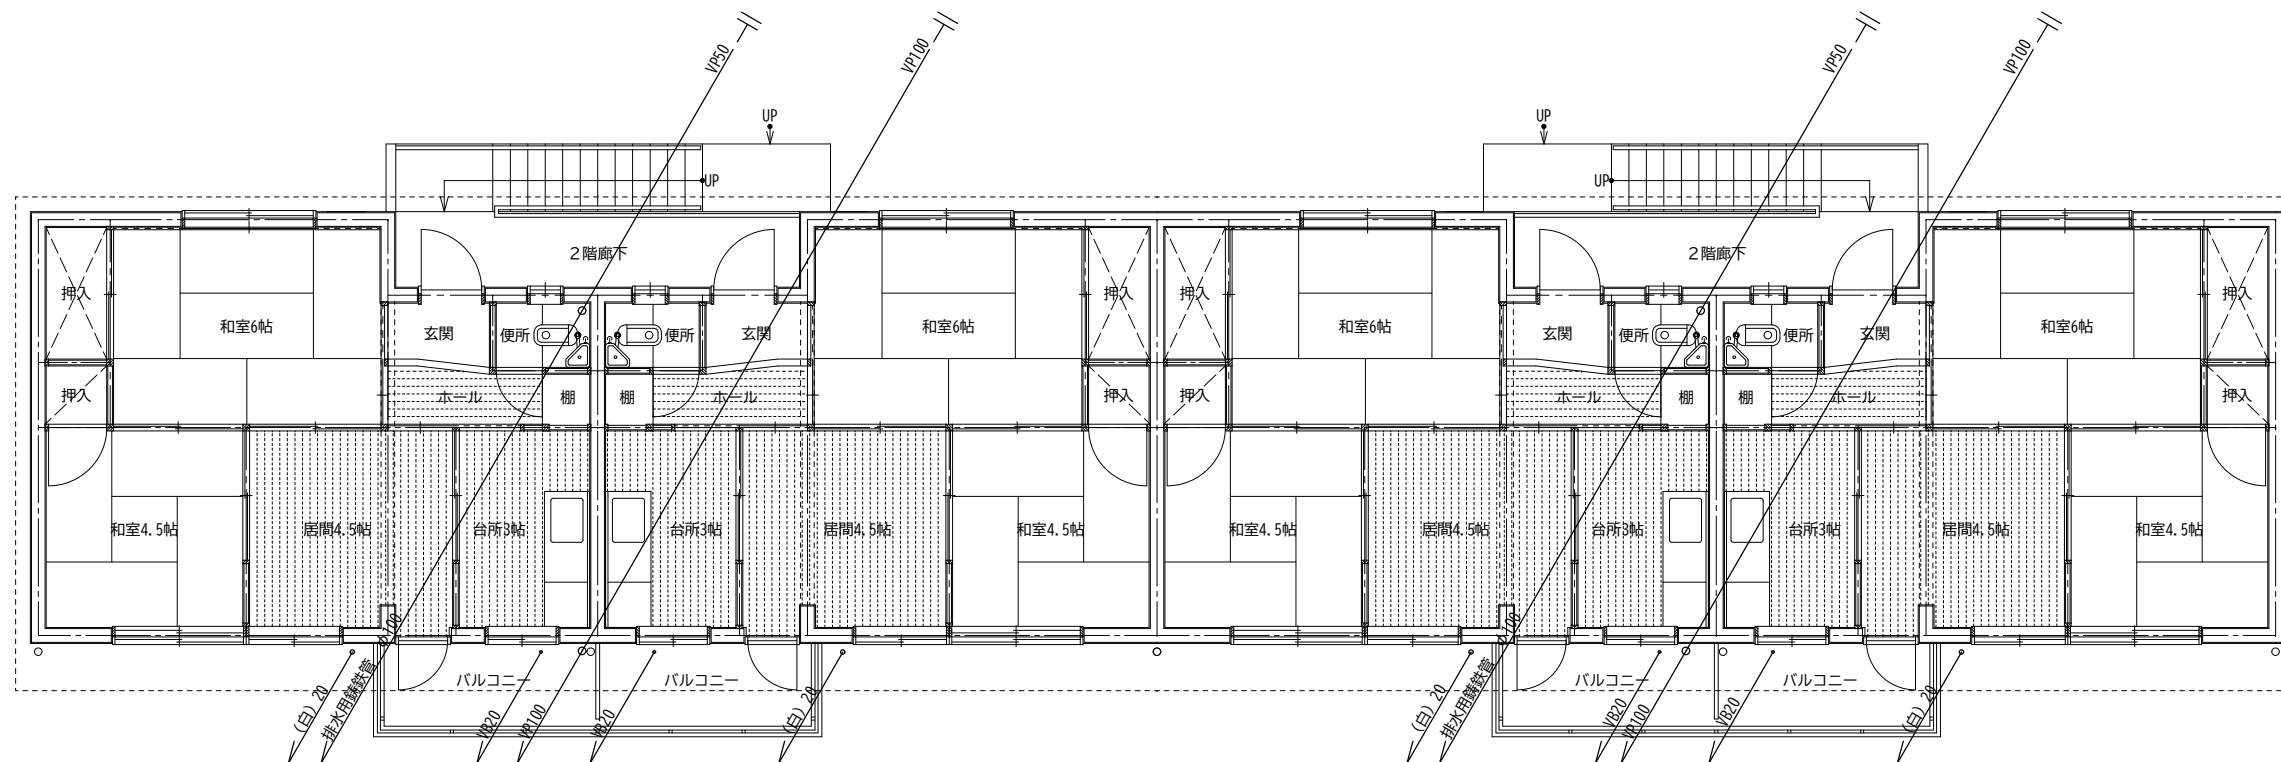 VP50
VP100
VP50
VP100
UP
UP
UP
UP
2階廊下
2階廊下
押入
和室6帖
玄関
便所
便所
玄関
和室6帖
押入
押入
和室6帖
玄関
便所
便所
玄関
和室6帖
押入
押入
ホール
棚
棚
ホール
押入
押入
ホール
棚
棚
ホール
押入
和室4.5帖
居間4.5帖
台所3帖
台所3帖
居間4.5帖
和室4.5帖
和室4.5帖
居間4.5帖
台所3帖
台所3帖
居間4.5帖
和室4.5帖
バルコニー
バルコニー
バルコニー
バルコニー
(白) 20
排水用鋳鉄管 100
VB20
VP100
VB20
(白) 20
(白) 20
排水用鋳鉄管 100
VB20
VP100
VB20
(白) 20